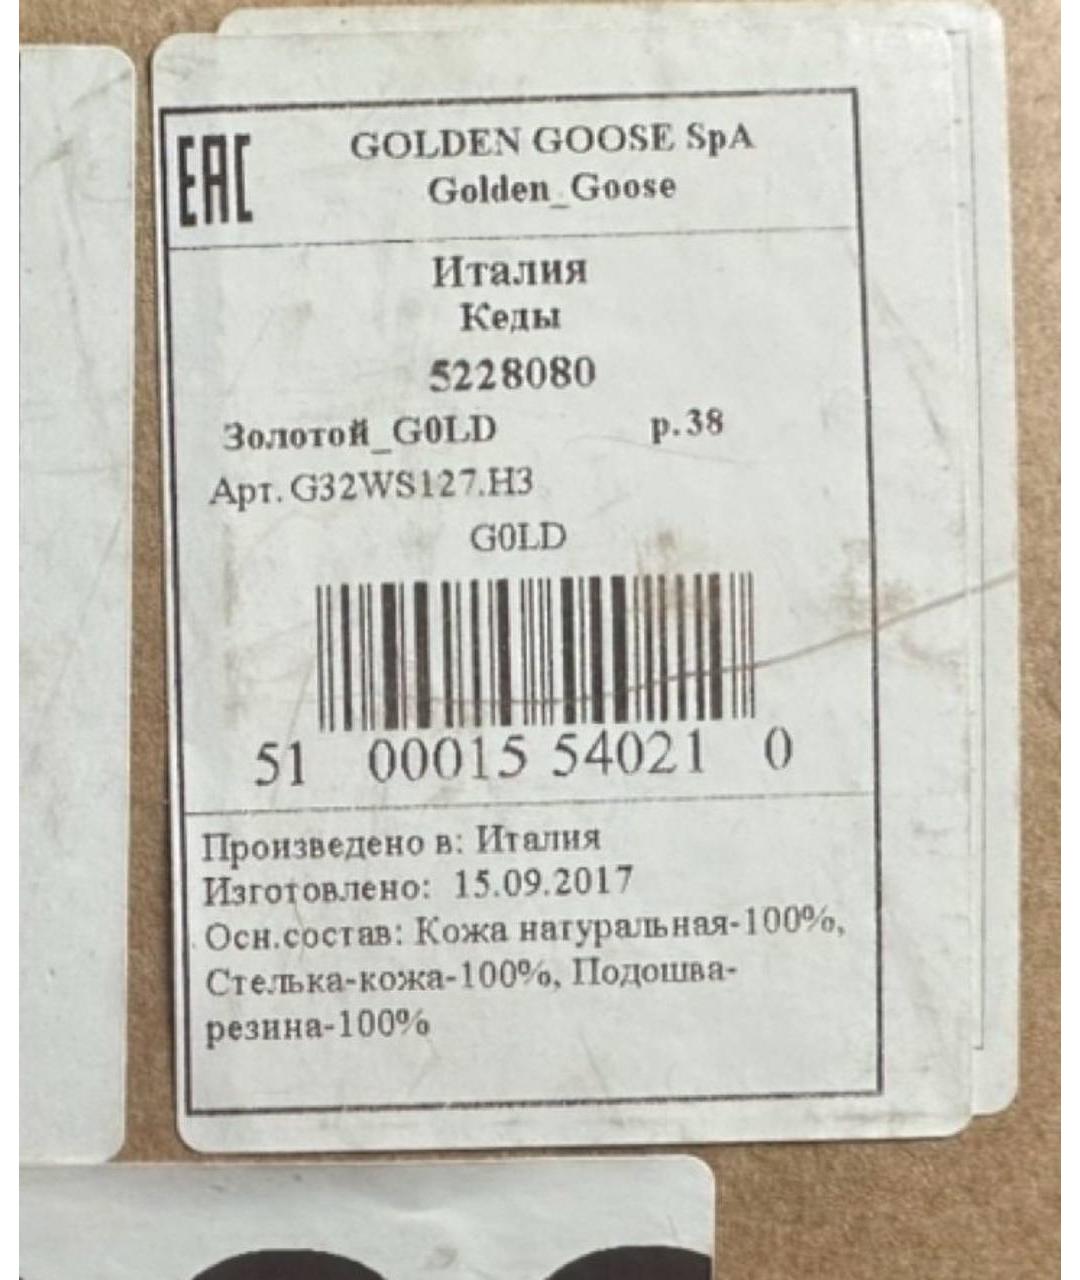 EAC
GOLDEN GOOSE SpA
Golden_Goose
Италия
Кеды
5228080
Золотой_G0LD р.38
Арт. G32WS127.H3
G0LD
51 00015 54021 0
Произведено в: Италия
Изготовлено: 15.09.2017
Осн.состав: Кожа натуральная-100%,
Стелька-кожа-100%, Подошва-
резина-100%